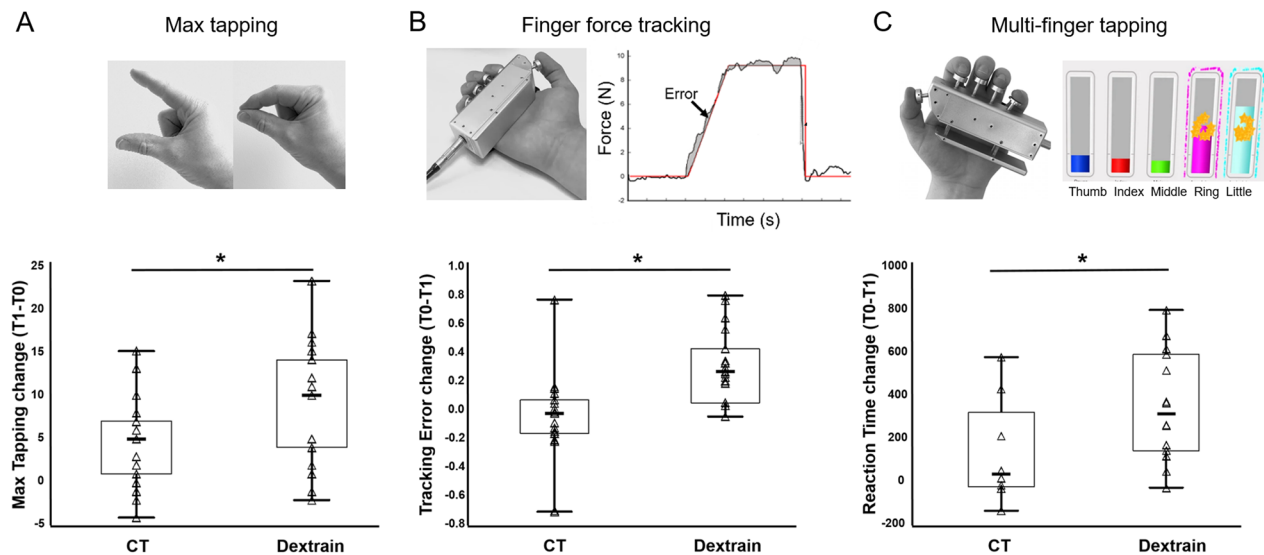 A Max tapping
B Finger force tracking
C Multi-finger tapping
Force (N)
10
8
6
4
2
0
-2
Error
Time (s)
Thumb Index Middle Ring Little
Max Tapping change (T1-T0)
25
20
15
10
5
0
-5
*
CT Dextrain
Tracking Error change (T0-T1)
1.0
0.8
0.6
0.4
0.2
0.0
-0.2
-0.4
-0.6
-0.8
*
CT Dextrain
Reaction Time change (T0-T1)
1000
800
600
400
200
0
-200
*
CT Dextrain